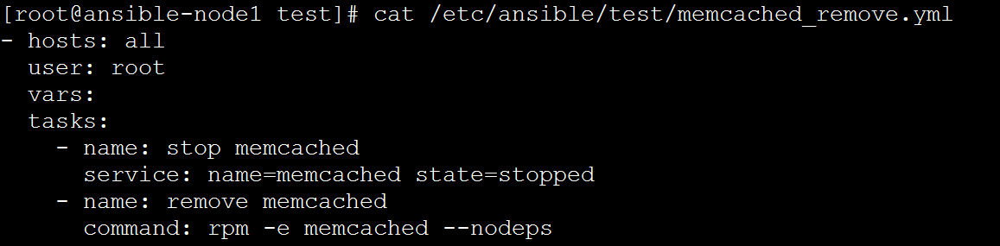 [root@ansible-node1 test]# cat /etc/ansible/test/memcached_remove.yml
- hosts: all
  user: root
  vars:
  tasks:
    - name: stop memcached
      service: name=memcached state=stopped
    - name: remove memcached
      command: rpm -e memcached --nodeps